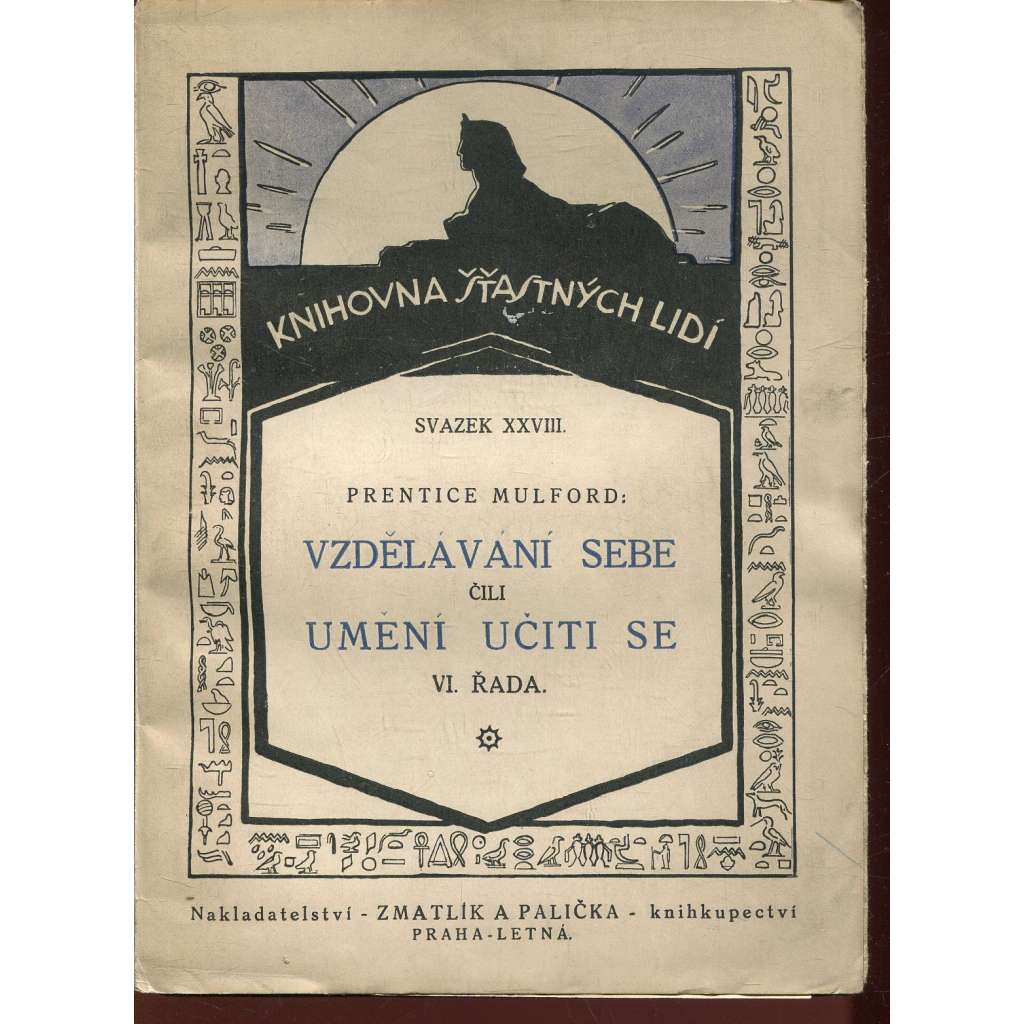 KNIHOVNA ŠŤASTNÝCH LIDÍ
SVAZEK XXVIII.
PRENTICE MULFORD:
VZDĚLÁVÁNÍ SEBE
ČILI
UMĚNÍ UČITI SE
VI. ŘADA.
Nakladatelství - ZMATLÍK A PALIČKA - knihkupectví
PRAHA-LETNÁ.